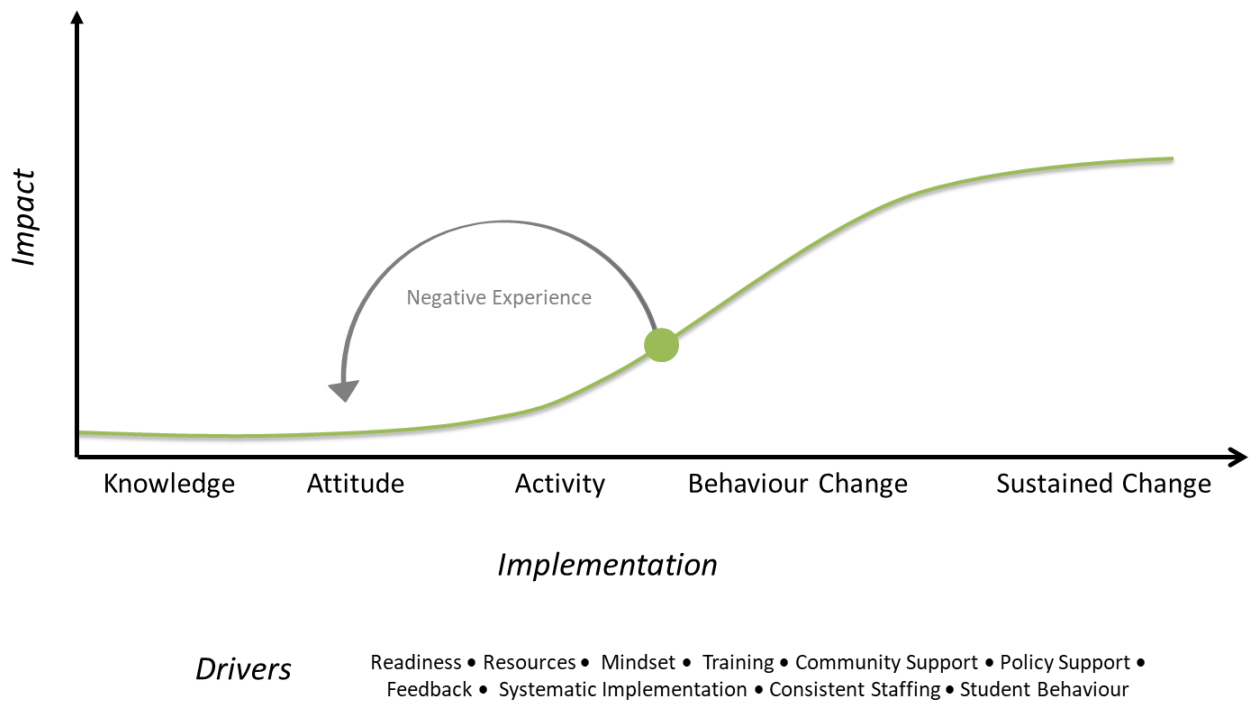 Impact
Negative Experience
Knowledge Attitude Activity Behaviour Change Sustained Change
Implementation
Drivers
Readiness • Resources • Mindset • Training • Community Support • Policy Support •
Feedback • Systematic Implementation • Consistent Staffing • Student Behaviour